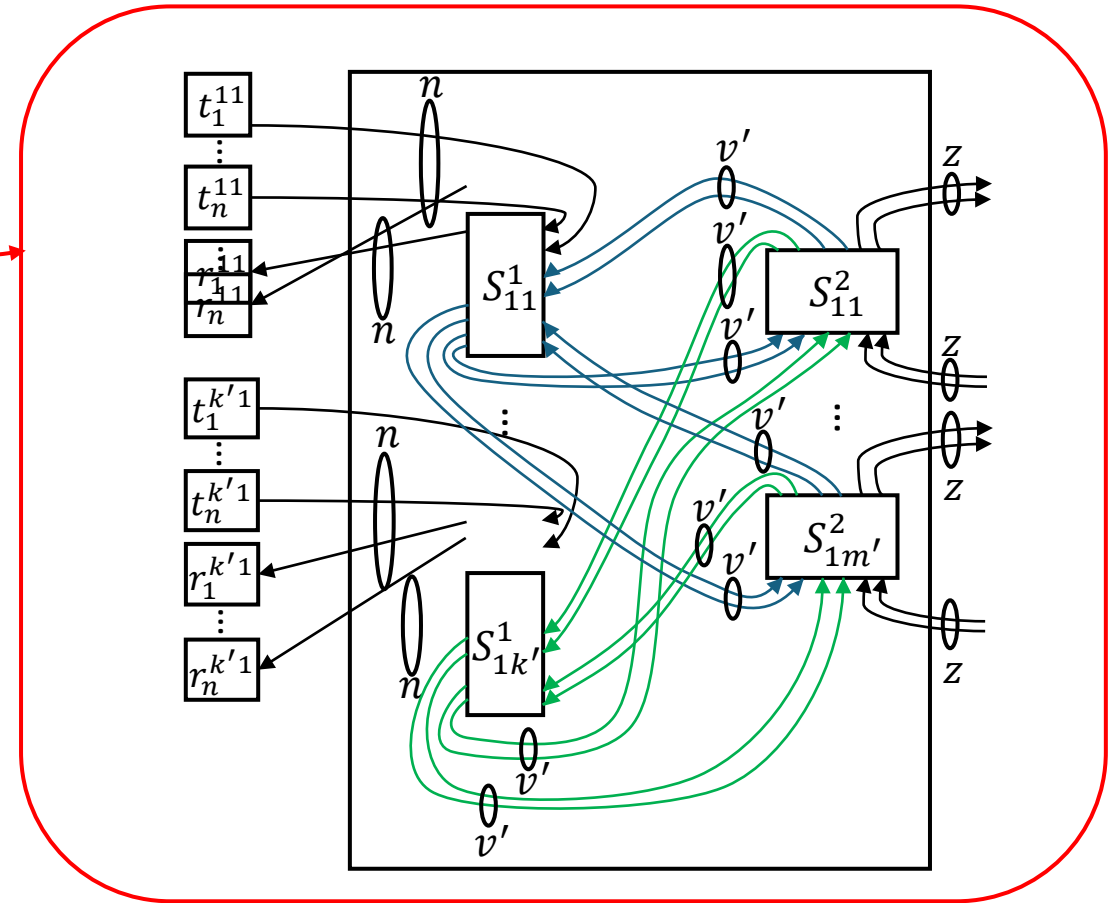 n
t_1^{11}
⋮
t_n^{11}
r_1^{11}
⋮
r_n^{11}
n
S_{11}^1
v′
v′
v′
S_{11}^2
z
z
⋮
⋮
t_1^{k′1}
⋮
t_n^{k′1}
r_1^{k′1}
⋮
r_n^{k′1}
n
n
S_{1k′}^1
v′
v′
v′
S_{1m′}^2
z
z
v′
v′